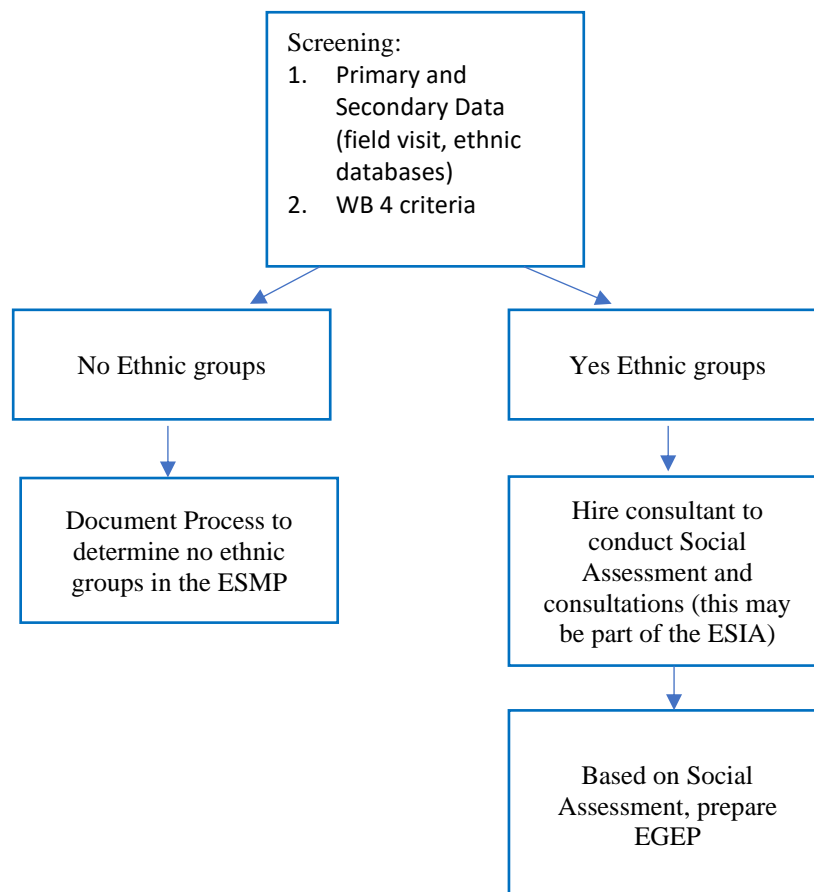 Screening:
1. Primary and
Secondary Data
(field visit, ethnic
databases)
2. WB 4 criteria
No Ethnic groups
Yes Ethnic groups
Document Process to
determine no ethnic
groups in the ESMP
Hire consultant to
conduct Social
Assessment and
consultations (this may
be part of the ESIA)
Based on Social
Assessment, prepare
EGEP